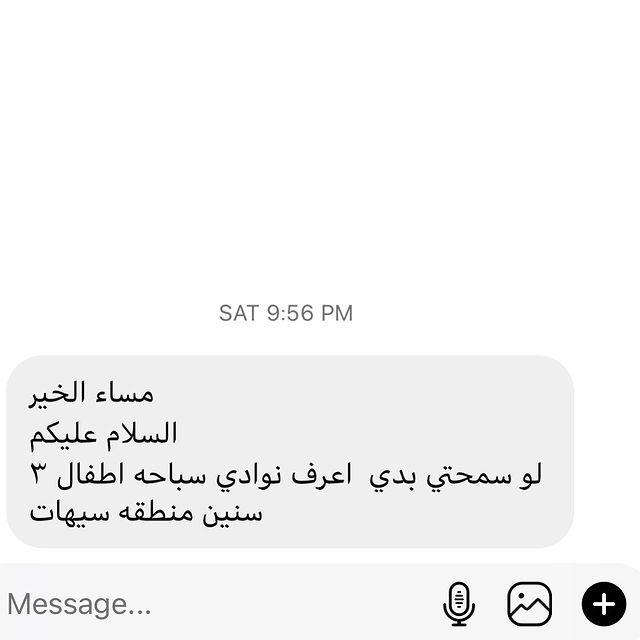 SAT 9:56 PM
مساء الخير
السلام عليكم
لو سمحتي بدي اعرف نوادي سباحه اطفال ٣
سنين منطقه سيهات
Message...